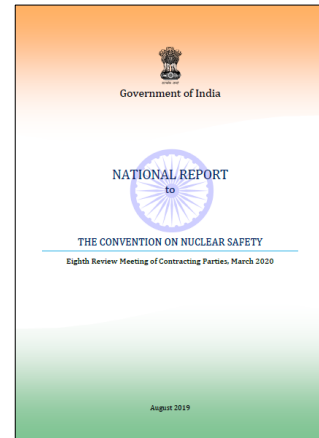 Government of India
NATIONAL REPORT
to
THE CONVENTION ON NUCLEAR SAFETY
Eighth Review Meeting of Contracting Parties, March 2020
August 2019